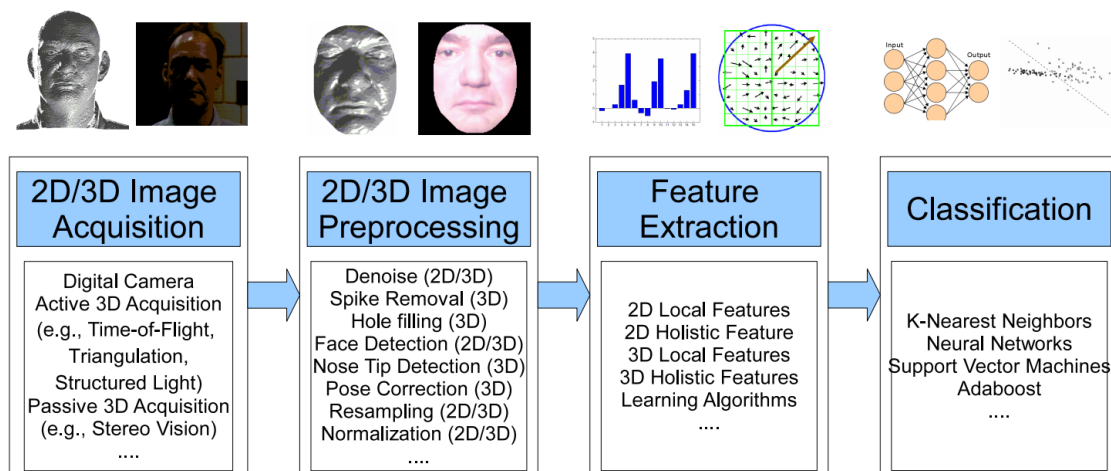 Input
Output
2D/3D Image
Acquisition
Digital Camera
Active 3D Acquisition
(e.g., Time-of-Flight,
Triangulation,
Structured Light)
Passive 3D Acquisition
(e.g., Stereo Vision)
....
2D/3D Image
Preprocessing
Denoise (2D/3D)
Spike Removal (3D)
Hole filling (3D)
Face Detection (2D/3D)
Nose Tip Detection (3D)
Pose Correction (3D)
Resampling (2D/3D)
Normalization (2D/3D)
....
Feature
Extraction
2D Local Features
2D Holistic Feature
3D Local Features
3D Holistic Features
Learning Algorithms
....
Classification
K-Nearest Neighbors
Neural Networks
Support Vector Machines
Adaboost
....